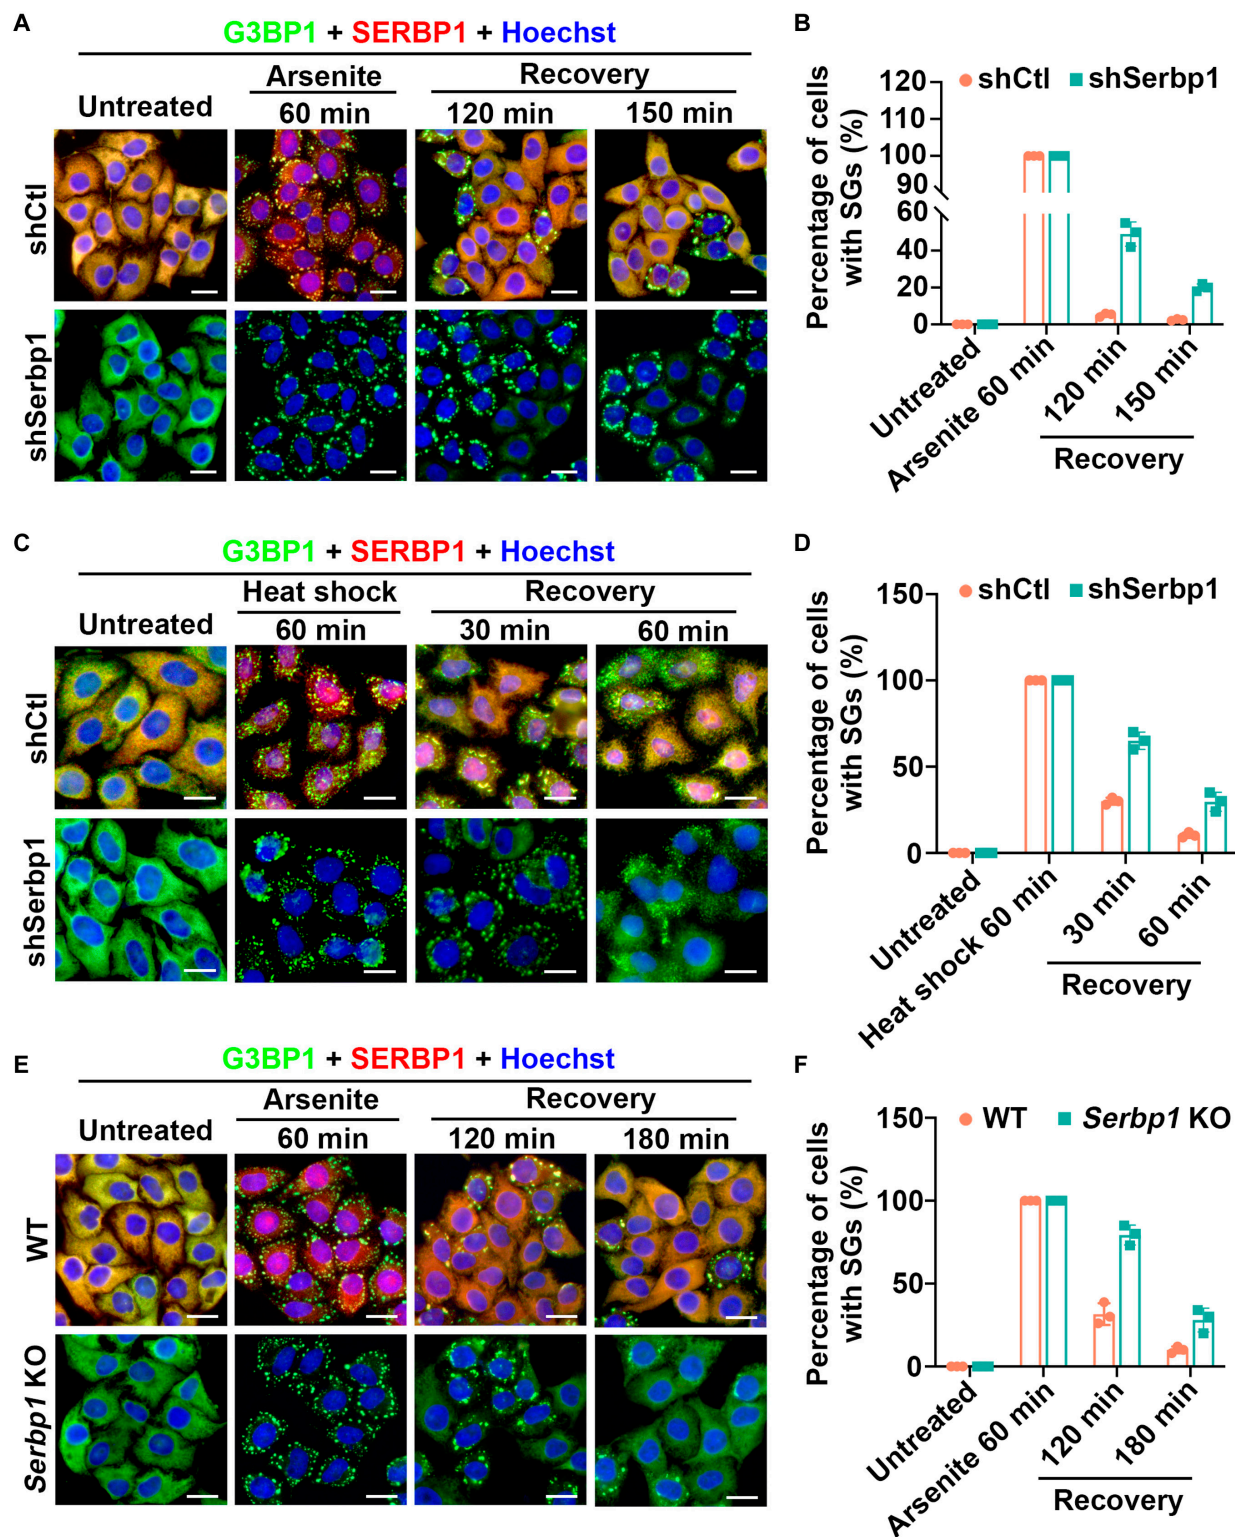 A
G3BP1 + SERBP1 + Hoechst
Untreated
Arsenite
60 min
Recovery
120 min
150 min
shCtl
shSerbp1
B
shCtl
shSerbp1
Percentage of cells
with SGs (%)
120
110
100
90
60
40
20
0
Untreated
Arsenite 60 min
120 min
150 min
Recovery
C
G3BP1 + SERBP1 + Hoechst
Untreated
Heat shock
60 min
Recovery
30 min
60 min
shCtl
shSerbp1
D
shCtl
shSerbp1
Percentage of cells
with SGs (%)
150
100
50
0
Untreated
Heat shock 60 min
30 min
60 min
Recovery
E
G3BP1 + SERBP1 + Hoechst
Untreated
Arsenite
60 min
Recovery
120 min
180 min
WT
Serbp1 KO
F
WT
Serbp1 KO
Percentage of cells
with SGs (%)
150
100
50
0
Untreated
Arsenite 60 min
120 min
180 min
Recovery